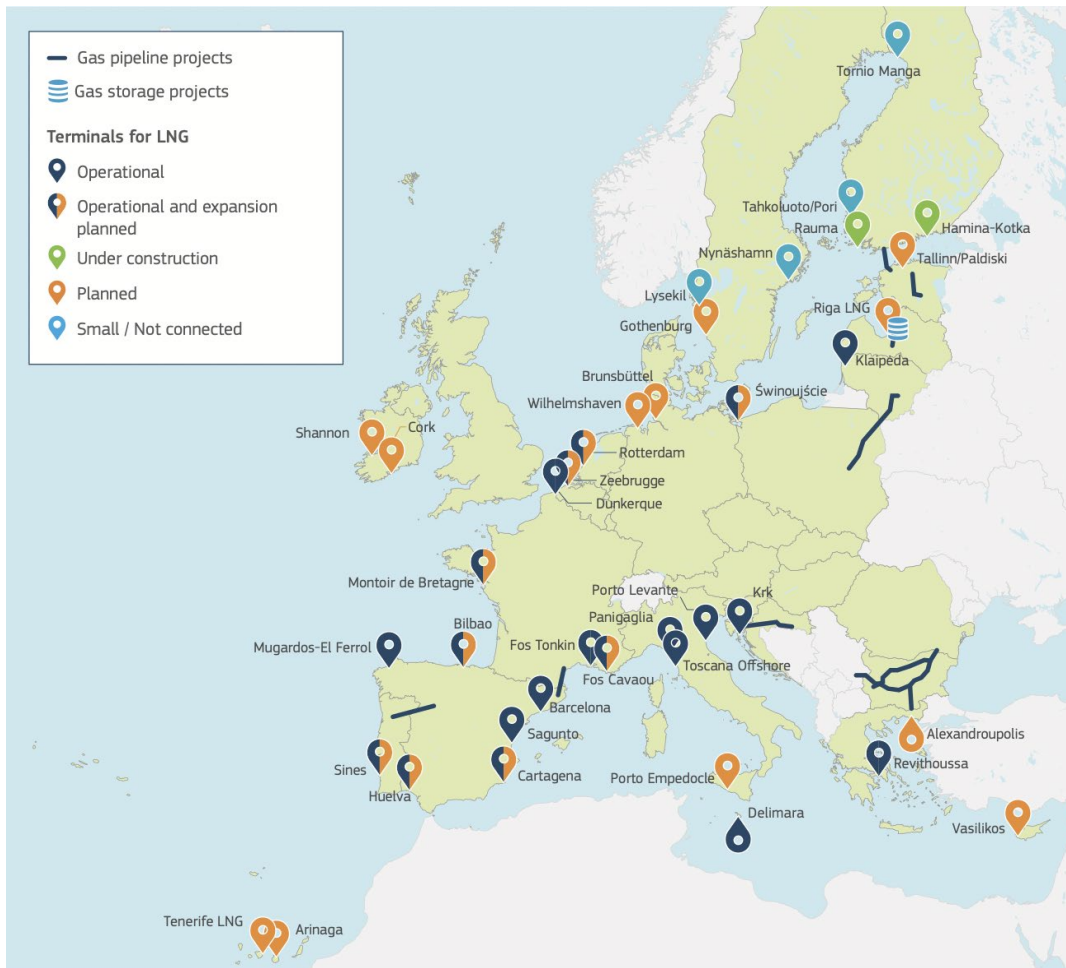 Gas pipeline projects
Gas storage projects
Terminals for LNG
Operational
Operational and expansion
planned
Under construction
Planned
Small / Not connected
Tornio Manga
Tahkoluoto/Pori
Rauma
Hamina-Kotka
Nynäshamn
Tallinn/Paldiski
Lysekil
Riga LNG
Gothenburg
Klaipėda
Brunsbüttel
Świnoujście
Wilhelmshaven
Shannon
Cork
Rotterdam
Zeebrugge
Dunkerque
Montoir de Bretagne
Porto Levante
Krk
Panigaglia
Bilbao
Mugardos-El Ferrol
Fos Tonkin
Toscana Offshore
Fos Cavaou
Barcelona
Sagunto
Alexandroupolis
Revithoussa
Sines
Cartagena
Porto Empedocle
Huelva
Delimara
Vasilikos
Tenerife LNG
Arinaga